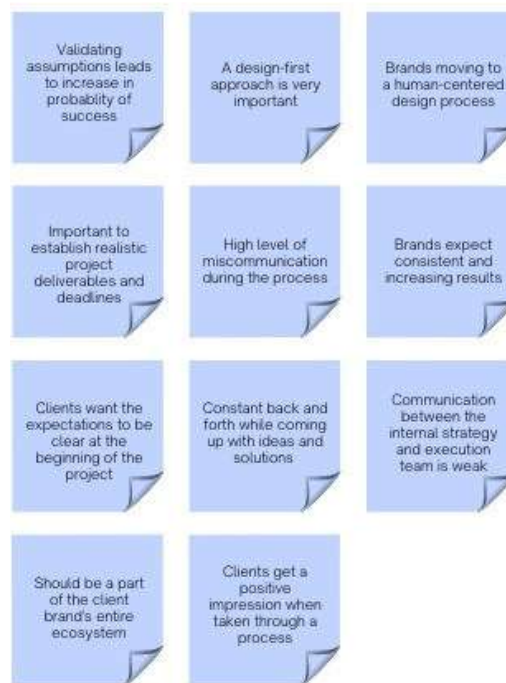 Validating
assumptions leads
to increase in
probablity of
success
A design-first
approach is very
important
Brands moving to
a human-centered
design process
Important to
establish realistic
project
deliverables and
deadlines
High level of
miscommunication
during the process
Brands expect
consistent and
increasing results
Clients want the
expectations to be
clear at the
beginning of the
project
Constant back and
forth while coming
up with ideas and
solutions
Communication
between the
internal strategy
and execution
team is weak
Should be a part
of the client
brand's entire
ecosystem
Clients get a
positive
impression when
taken through a
process